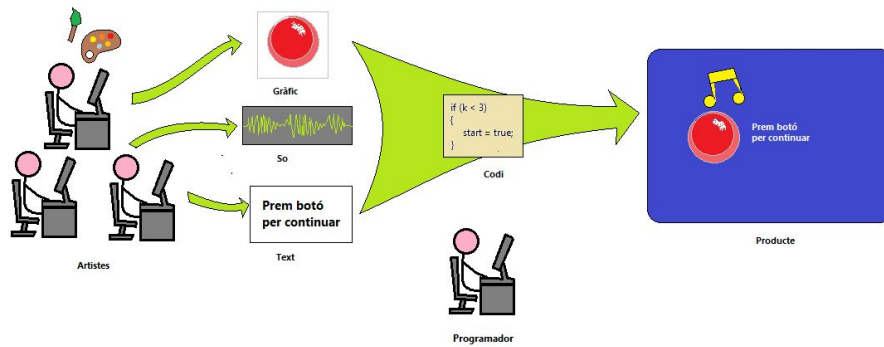 Gràfic
So
Prem botó
per continuar
Text
Artistes
if (k < 3)
{
start = true;
}
Codi
Programador
Prem botó
per continuar
Producte